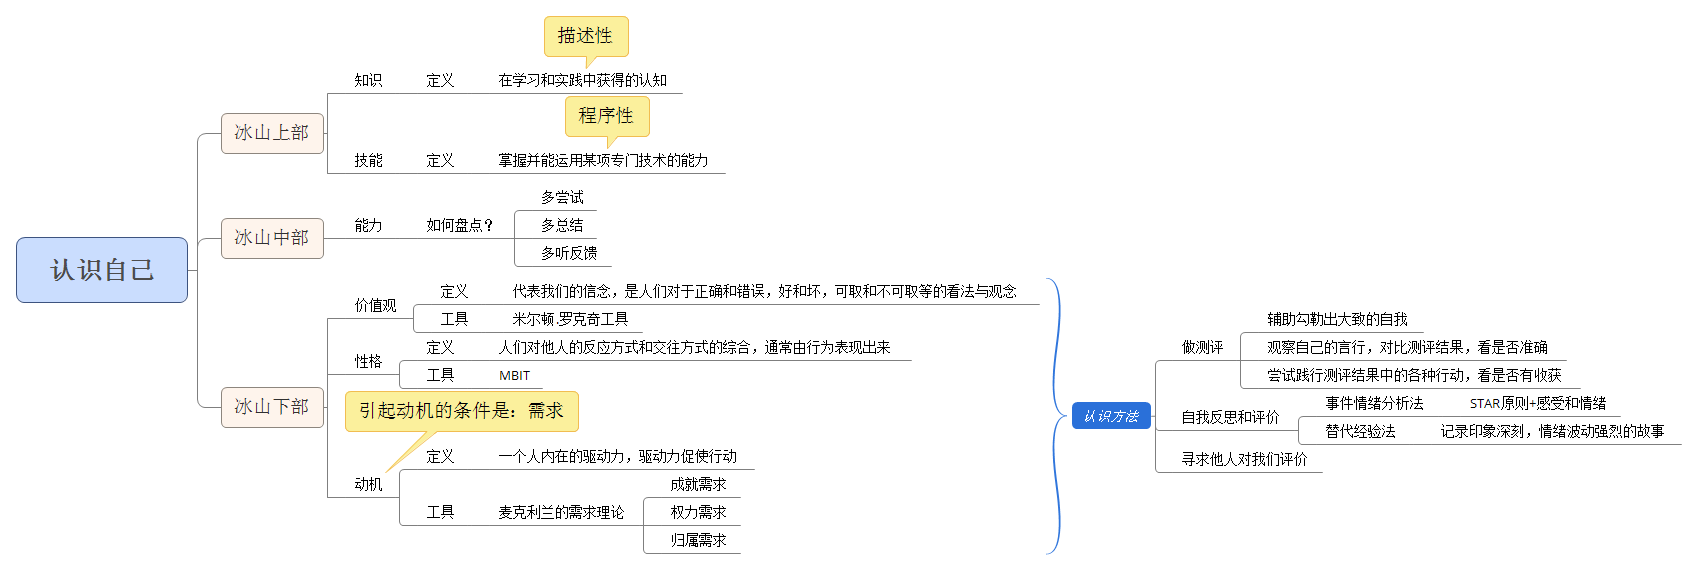 认识自己
冰山上部
描述性
知识
定义
在学习和实践中获得的认知
程序性
技能
定义
掌握并能运用某项专门技术的能力
冰山中部
能力
如何盘点？
多尝试
多总结
多听反馈
冰山下部
价值观
定义
代表我们的信念，是人们对于正确和错误，好和坏，可取和不可取等的看法与观念
工具
米尔顿.罗克奇工具
性格
定义
人们对他人的反应方式和交往方式的综合，通常由行为表现出来
工具
MBIT
引起动机的条件是：需求
动机
定义
一个人内在的驱动力，驱动力促使行动
工具
麦克利兰的需求理论
成就需求
权力需求
归属需求
认识方法
做测评
辅助勾勒出大致的自我
观察自己的言行，对比测评结果，看是否准确
尝试践行测评结果中的各种行动，看是否有收获
自我反思和评价
事件情绪分析法
STAR原则+感受和情绪
替代经验法
记录印象深刻，情绪波动强烈的故事
寻求他人对我们评价